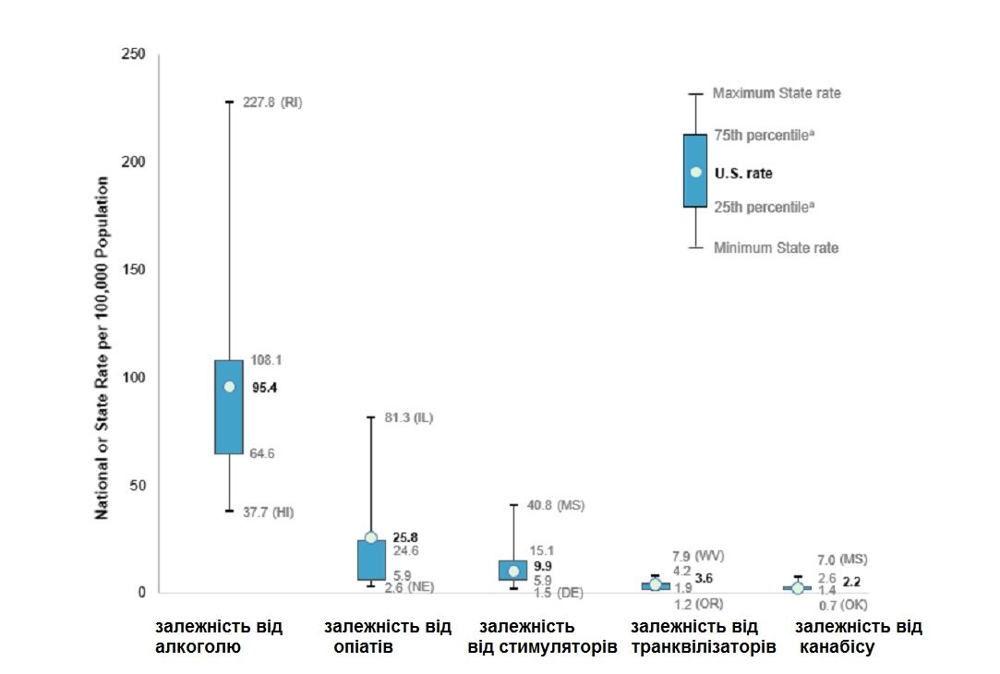 250
200
150
100
50
0
National or State Rate per 100,000 Population
Maximum State rate
75th percentileᵃ
U.S. rate
25th percentileᵃ
Minimum State rate
227.8 (RI)
108.1
95.4
64.6
37.7 (HI)
81.3 (IL)
25.8
24.6
5.9
2.6 (NE)
40.8 (MS)
15.1
9.9
5.9
1.5 (DE)
7.9 (WV)
4.2
3.6
1.9
1.2 (OR)
7.0 (MS)
2.6
2.2
1.4
0.7 (OK)
залежність від
алкоголю
залежність від
опіатів
залежність
від стимуляторів
залежність від
транквілізаторів
залежність від
канабісу